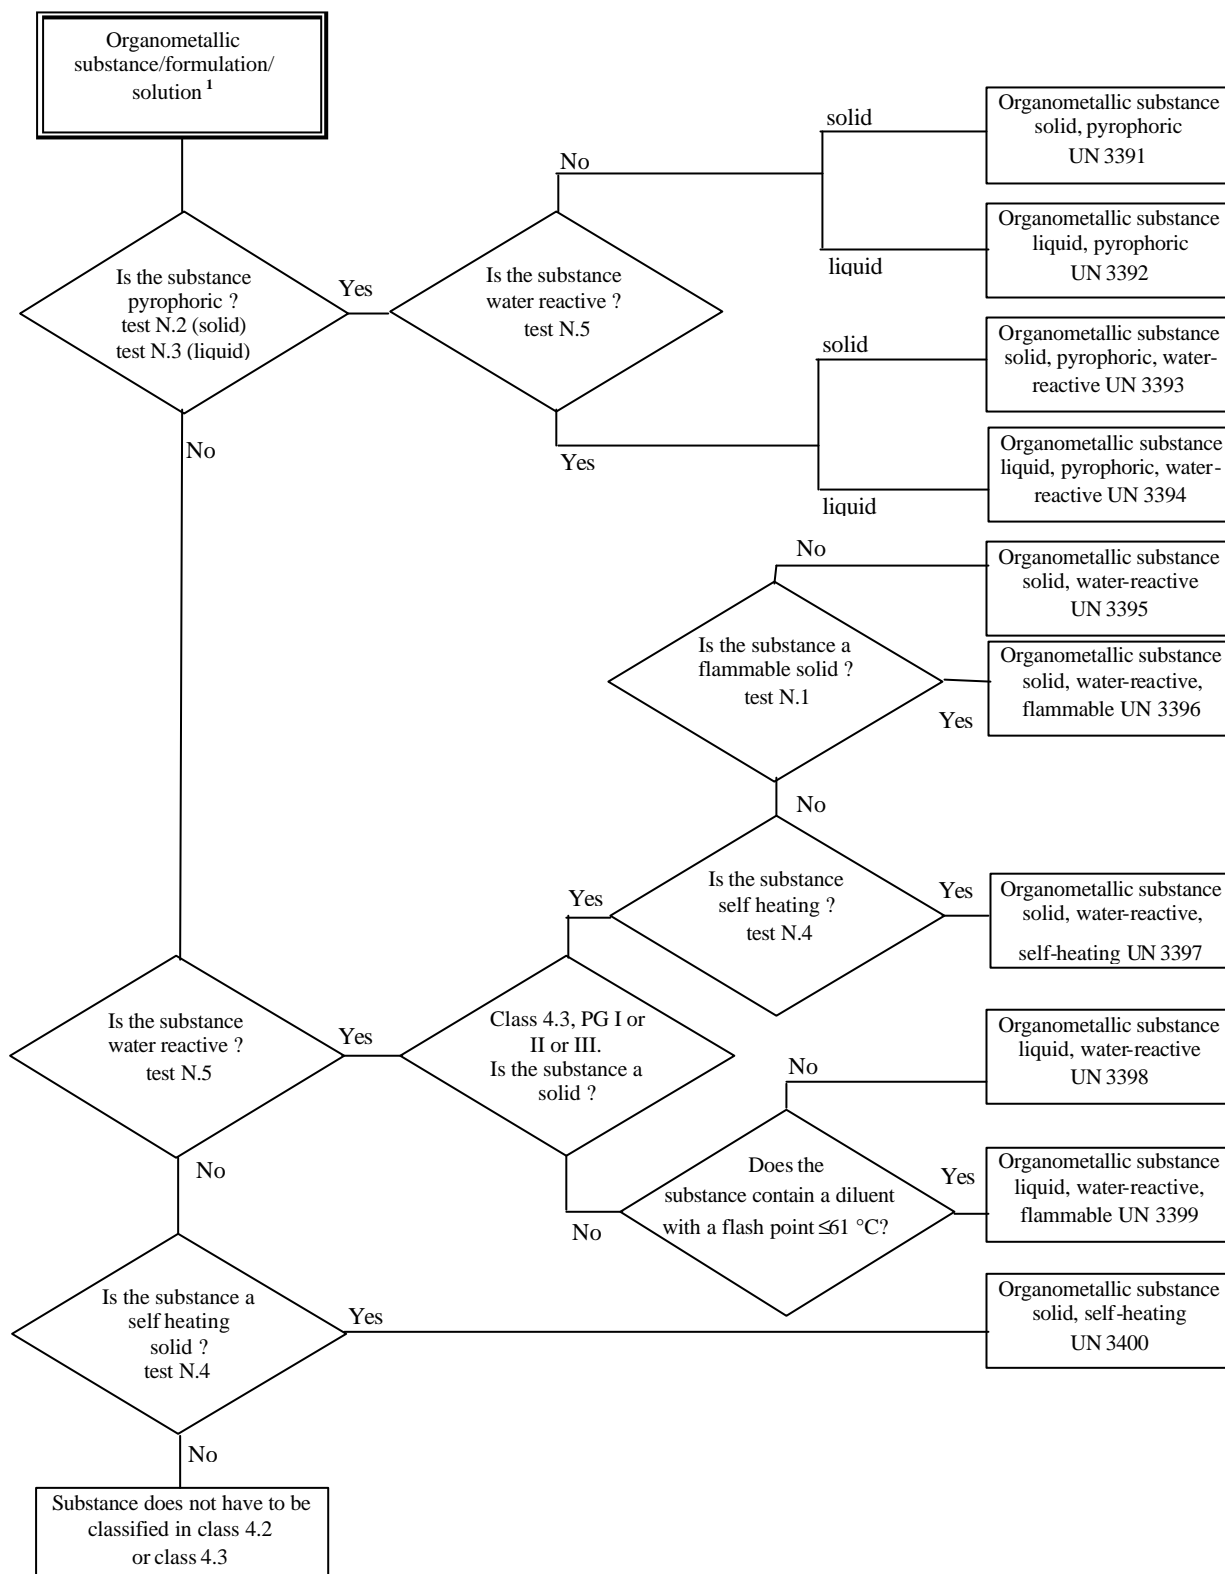 Organometallic
substance/formulation/
solution 1
Is the substance
pyrophoric ?
test N.2 (solid)
test N.3 (liquid)
Yes
No
Is the substance
water reactive ?
test N.5
No
Yes
solid
liquid
Organometallic substance
solid, pyrophoric
UN 3391
Organometallic substance
liquid, pyrophoric
UN 3392
solid
liquid
Organometallic substance
solid, pyrophoric, water-
reactive UN 3393
Organometallic substance
liquid, pyrophoric, water-
reactive UN 3394
No
Organometallic substance
solid, water-reactive
UN 3395
Is the substance a
flammable solid ?
test N.1
Yes
Organometallic substance
solid, water-reactive,
flammable UN 3396
No
Is the substance
self heating ?
test N.4
Yes
Yes
Organometallic substance
solid, water-reactive,
self-heating UN 3397
Is the substance
water reactive ?
test N.5
Yes
Class 4.3, PG I or
II or III.
Is the substance a
solid ?
No
Organometallic substance
liquid, water-reactive
UN 3398
No
No
Does the
substance contain a diluent
with a flash point ≤61 °C?
Yes
Organometallic substance
liquid, water-reactive,
flammable UN 3399
Is the substance a
self heating
solid ?
test N.4
Yes
Organometallic substance
solid, self-heating
UN 3400
No
Substance does not have to be
classified in class 4.2
or class 4.3